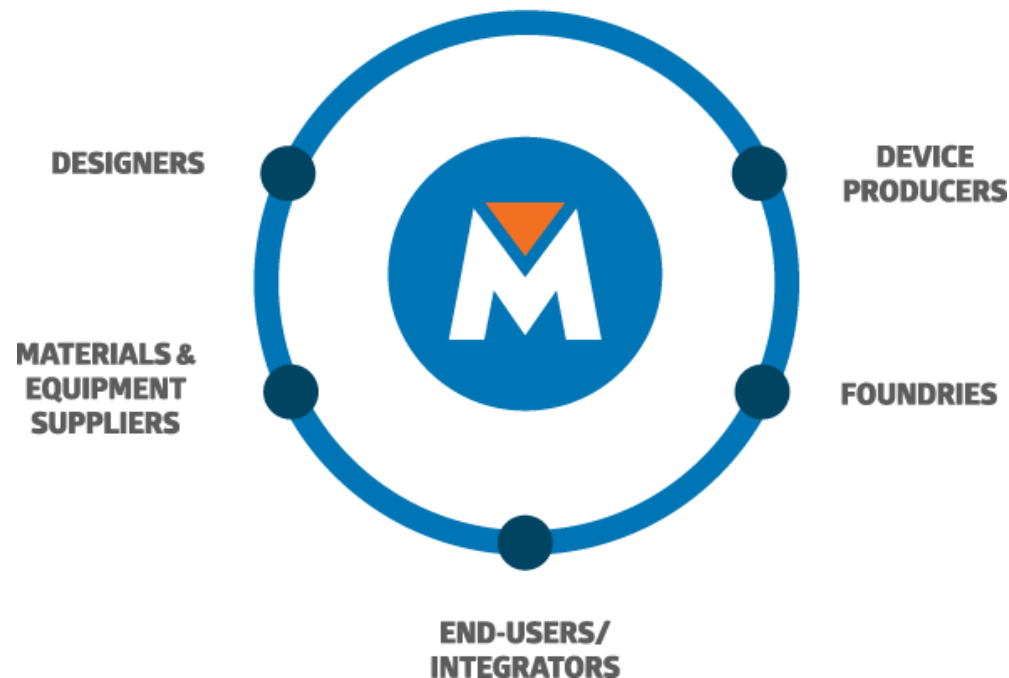 DESIGNERS
DEVICE
PRODUCERS
M
MATERIALS &
EQUIPMENT
SUPPLIERS
FOUNDRIES
END-USERS/
INTEGRATORS